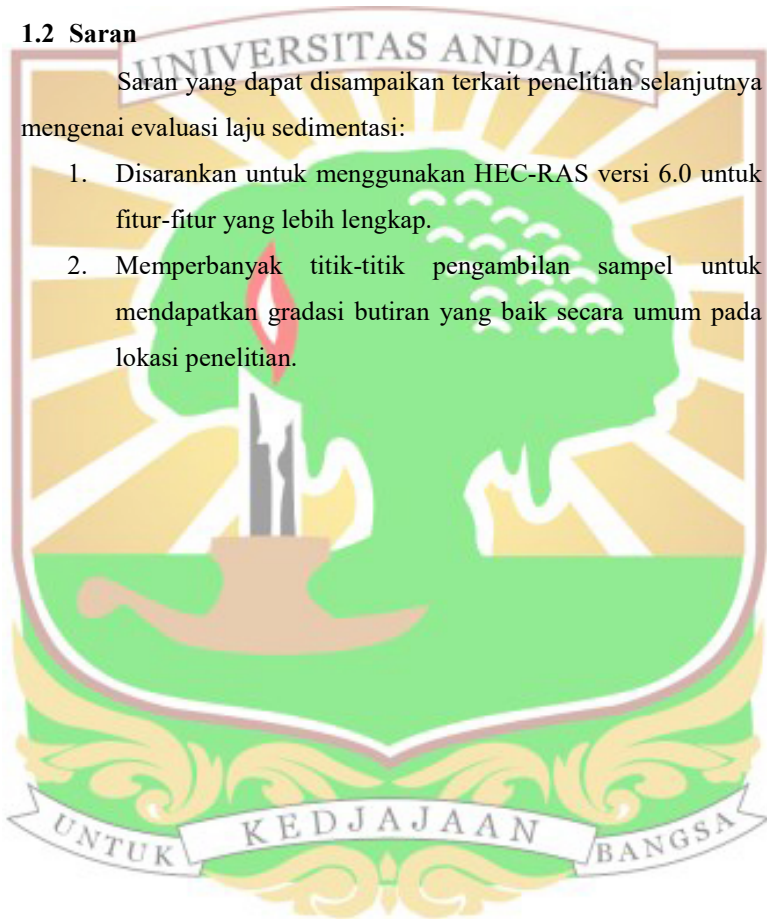 1.2 Saran
UNIVERSITAS ANDALAS
Saran yang dapat disampaikan terkait penelitian selanjutnya
mengenai evaluasi laju sedimentasi:
1. Disarankan untuk menggunakan HEC-RAS versi 6.0 untuk
fitur-fitur yang lebih lengkap.
2. Memperbanyak titik-titik pengambilan sampel untuk
mendapatkan gradasi butiran yang baik secara umum pada
lokasi penelitian.
UNTUK KEDJAJAAN BANGSA